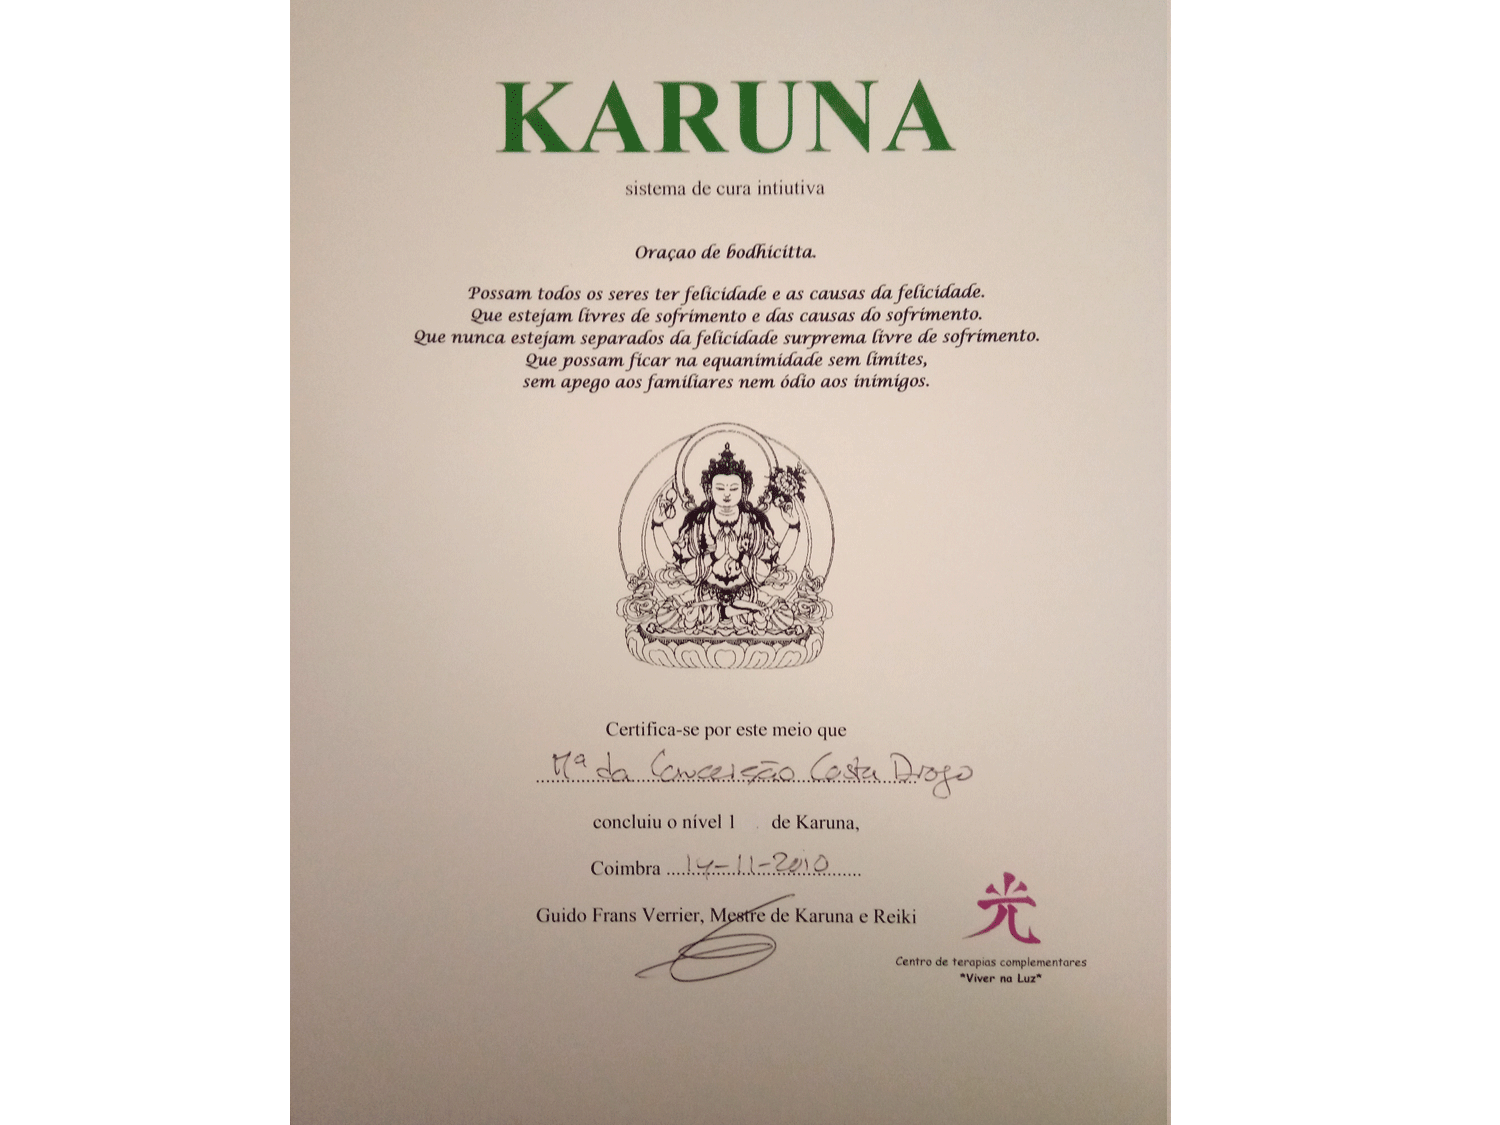 KARUNA
sistema de cura intiutiva
Oraçao de bodhicitta.
Possam todos os seres ter felicidade e as causas da felicidade.
Que estejam livres de sofrimento e das causas do sofrimento.
Que nunca estejam separados da felicidade surprema livre de sofrimento.
Que possam ficar na equanimidade sem limites,
sem apego aos familiares nem ódio aos inimigos.
Certifica-se por este meio que
Mª da Conceição Costa Drogo
concluiu o nível 1 de Karuna,
Coimbra 14-11-2010
Guido Frans Verrier, Mestre de Karuna e Reiki
光
Centro de terapias complementares
"Viver na Luz"